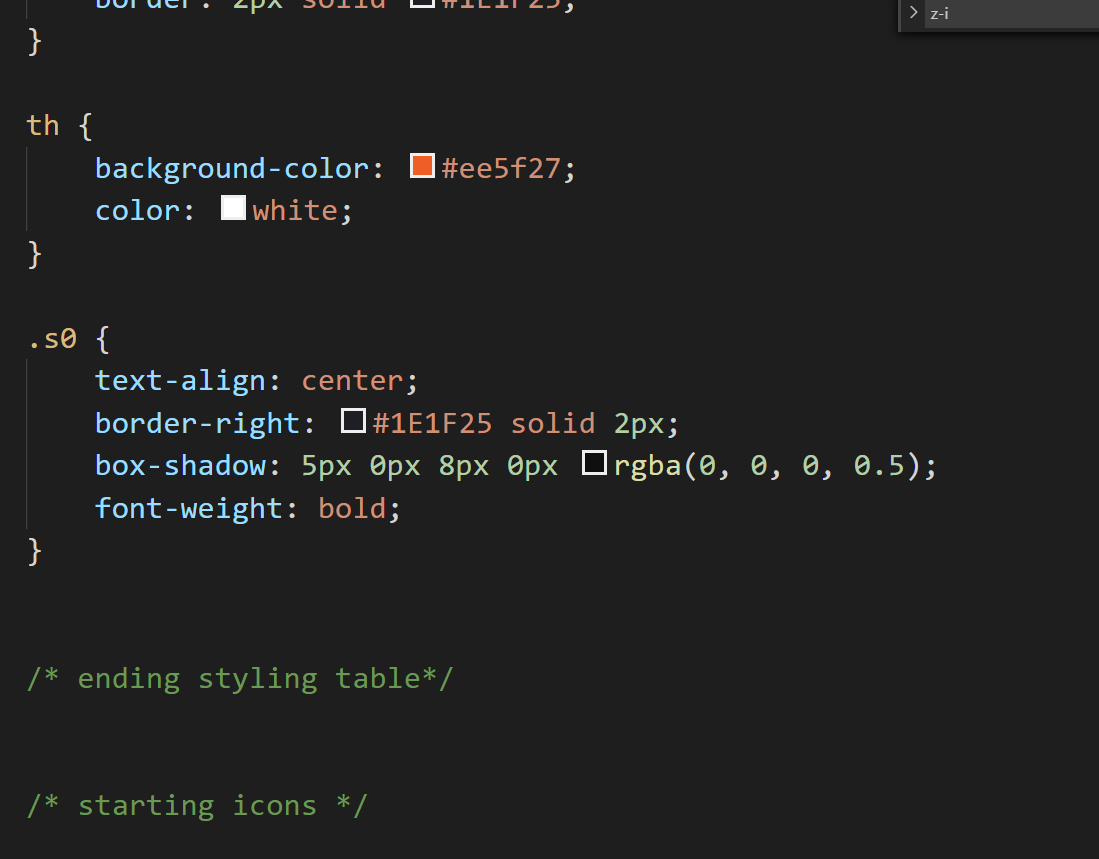 border: 2px solid #1E1F25;
z-i
}
th {
background-color: #ee5f27;
color: white;
}
.s0 {
text-align: center;
border-right: #1E1F25 solid 2px;
box-shadow: 5px 0px 8px 0px rgba(0, 0, 0, 0.5);
font-weight: bold;
}
/* ending styling table*/
/* starting icons */